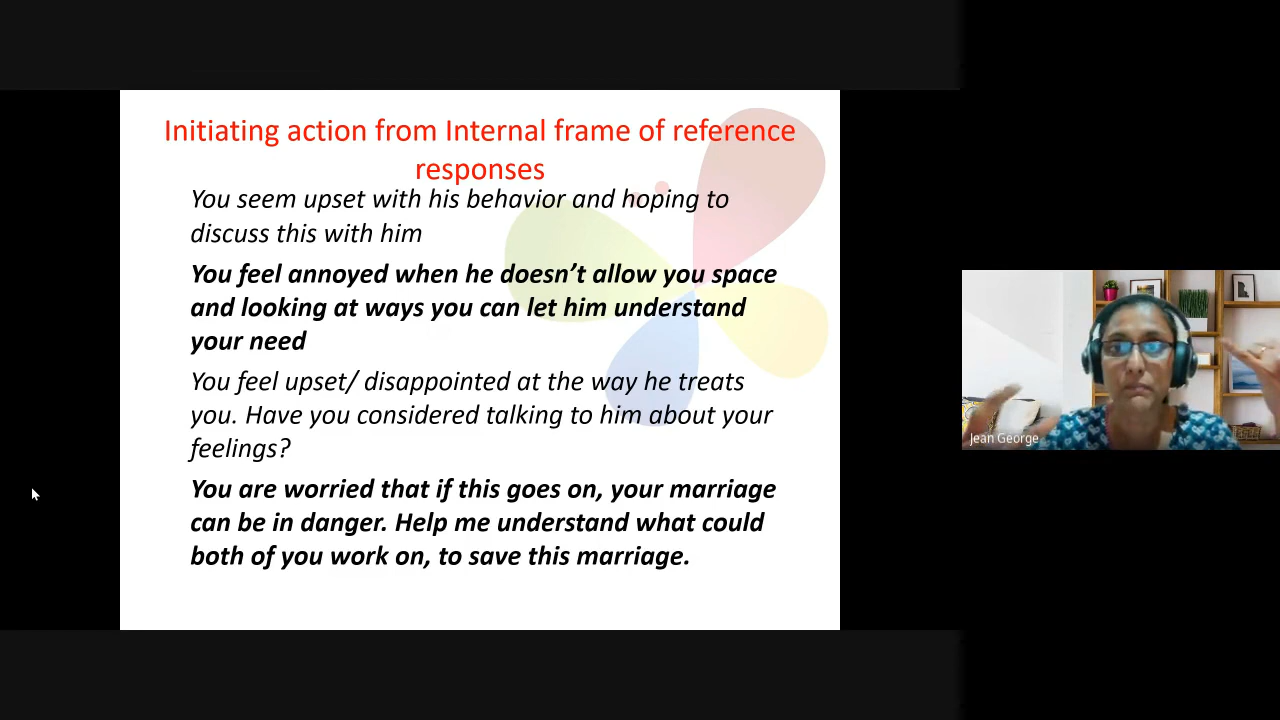 Initiating action from Internal frame of reference
responses
You seem upset with his behavior and hoping to
discuss this with him
You feel annoyed when he doesn’t allow you space
and looking at ways you can let him understand
your need
You feel upset/ disappointed at the way he treats
you. Have you considered talking to him about your
feelings?
You are worried that if this goes on, your marriage
can be in danger. Help me understand what could
both of you work on, to save this marriage.
Jean George